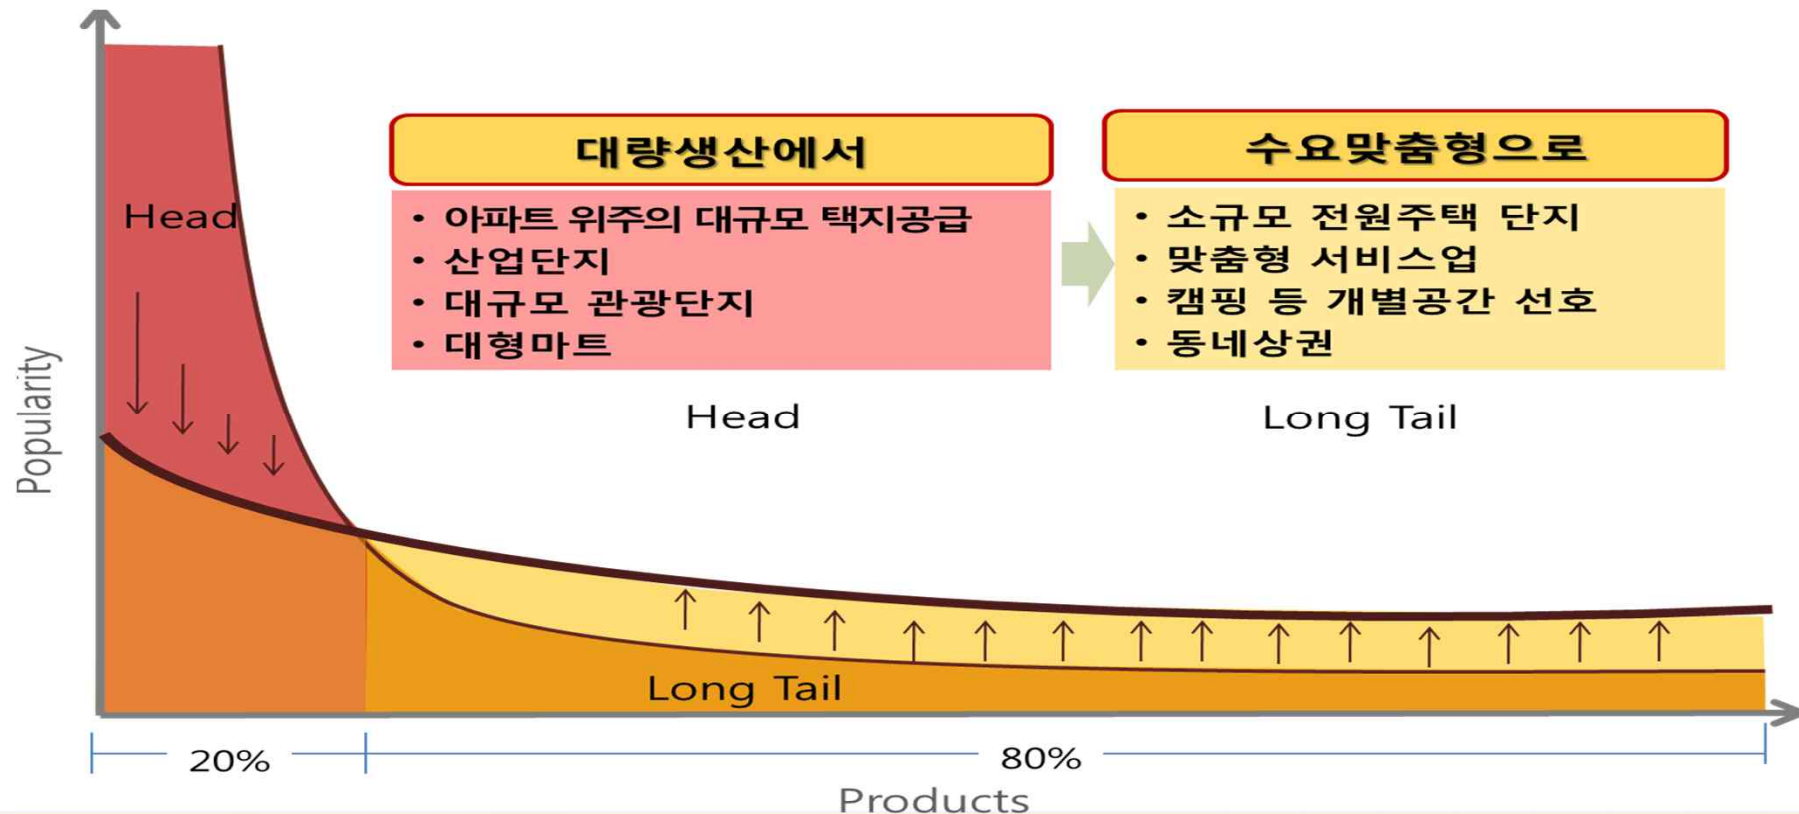 대량생산에서
수요맞춤형으로
Head
• 아파트 위주의 대규모 택지공급
• 산업단지
• 대규모 관광단지
• 대형마트
• 소규모 전원주택 단지
• 맞춤형 서비스업
• 캠핑 등 개별공간 선호
• 동네상권
Head
Long Tail
Popularity
Long Tail
20%
80%
Products